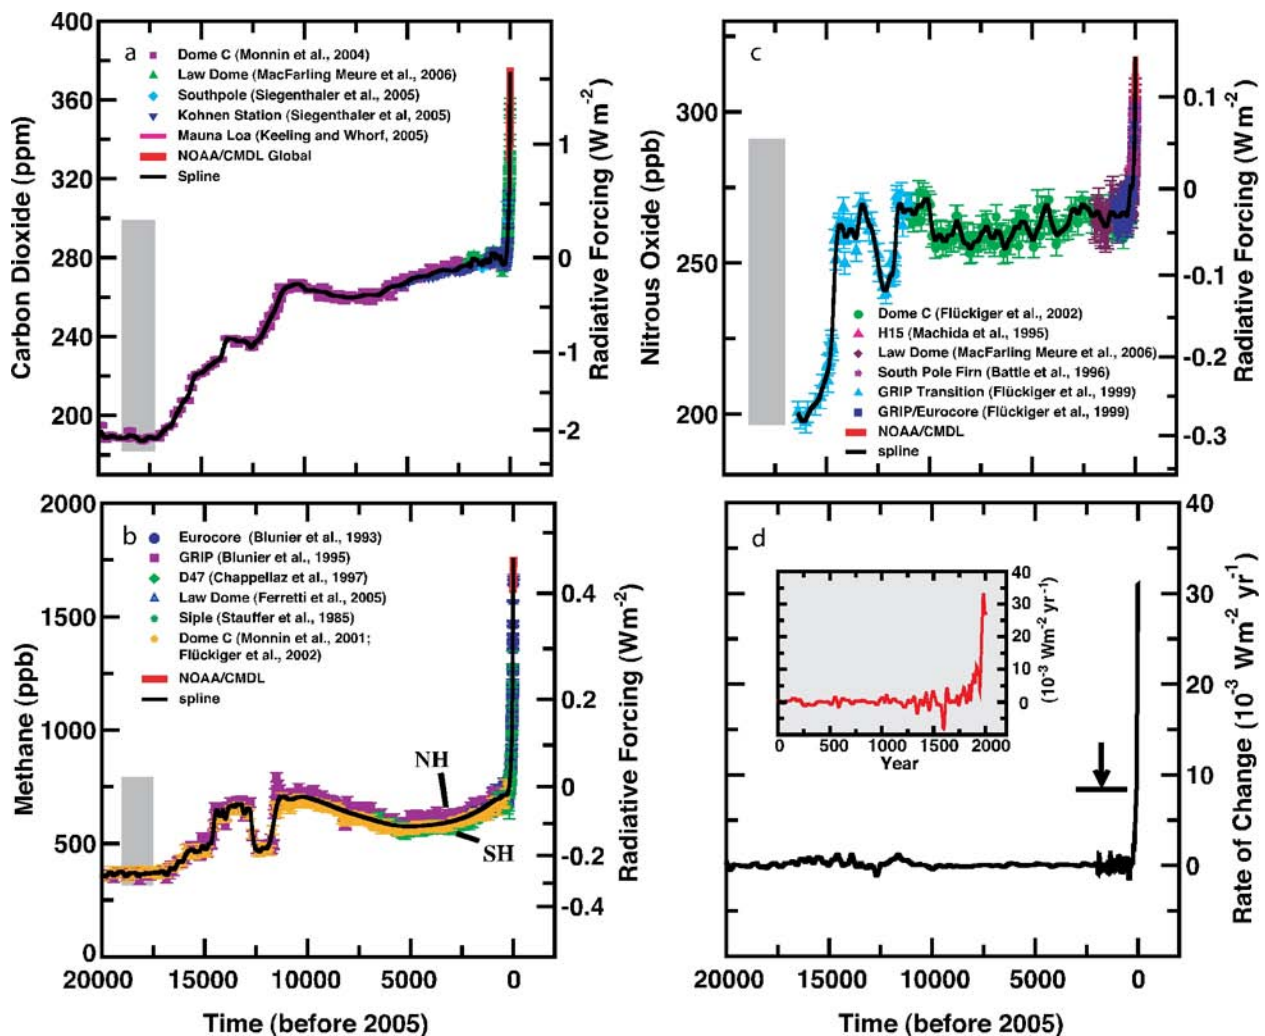 a
Dome C (Monnin et al., 2004)
Law Dome (MacFarling Meure et al., 2006)
Southpole (Siegenthaler et al., 2005)
Kohnen Station (Siegenthaler et al, 2005)
Mauna Loa (Keeling and Whorf, 2005)
NOAA/CMDL Global
Spline
400
360
320
280
240
200
Carbon Dioxide (ppm)
1
0
-1
-2
Radiative Forcing (Wm-2)
c
300
250
200
Nitrous Oxide (ppb)
Dome C (Flückiger et al., 2002)
H15 (Machida et al., 1995)
Law Dome (MacFarling Meure et al., 2006)
South Pole Firn (Battle et al., 1996)
GRIP Transition (Flückiger et al., 1999)
GRIP/Eurocore (Flückiger et al., 1999)
NOAA/CMDL
spline
0.1
0
-0.1
-0.2
-0.3
Radiative Forcing (Wm-2)
b
Eurocore (Blunier et al., 1993)
GRIP (Blunier et al., 1995)
D47 (Chappellaz et al., 1997)
Law Dome (Ferretti et al., 2005)
Siple (Stauffer et al., 1985)
Dome C (Monnin et al., 2001;
Flückiger et al., 2002)
NOAA/CMDL
spline
NH
SH
2000
1750
1500
1250
1000
750
500
250
0
Methane (ppb)
0.4
0.2
0
-0.2
-0.4
Radiative Forcing (Wm-2)
20000 15000 10000 5000 0
Time (before 2005)
d
40
30
20
10
0
-10
(10-3 Wm-2 yr-1)
0 500 1000 1500 2000
Year
40
30
20
10
0
Rate of Change (10-3 Wm-2 yr-1)
20000 15000 10000 5000 0
Time (before 2005)